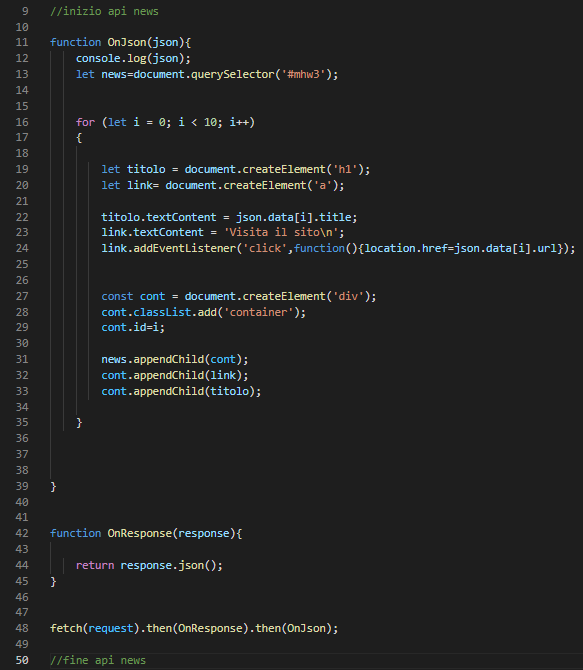 9 //inizio api news
10
11 function OnJson(json){
12 console.log(json);
13 let news=document.querySelector('#mhw3');
14
15
16 for (let i = 0; i < 10; i++)
17 {
18
19 let titolo = document.createElement('h1');
20 let link= document.createElement('a');
21
22 titolo.textContent = json.data[i].title;
23 link.textContent = 'Visita il sito\n';
24 link.addEventListener('click',function(){location.href=json.data[i].url});
25
26
27 const cont = document.createElement('div');
28 cont.classList.add('container');
29 cont.id=i;
30
31 news.appendChild(cont);
32 cont.appendChild(link);
33 cont.appendChild(titolo);
34
35 }
36
37
38
39 }
40
41
42 function OnResponse(response){
43
44 return response.json();
45 }
46
47
48 fetch(request).then(OnResponse).then(OnJson);
49
50 //fine api news